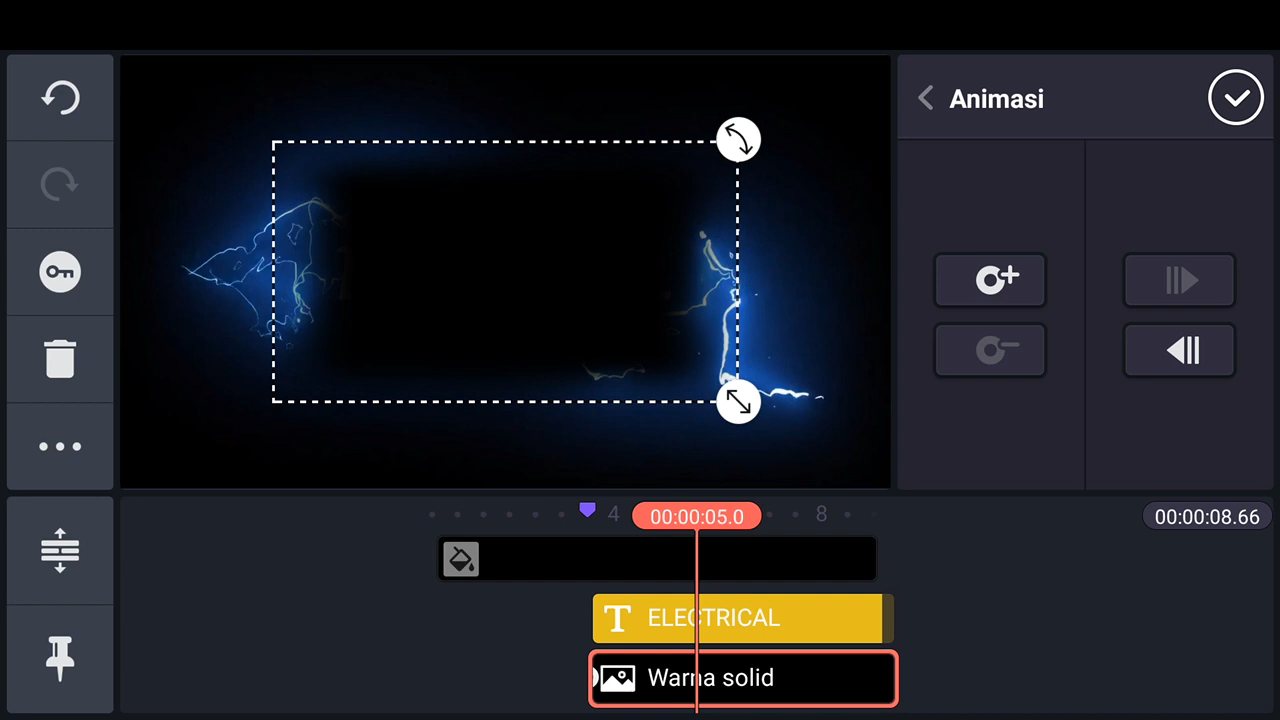 Animasi
4
00:00:05.0
8
00:00:08.66
T ELECTRICAL
Warna solid